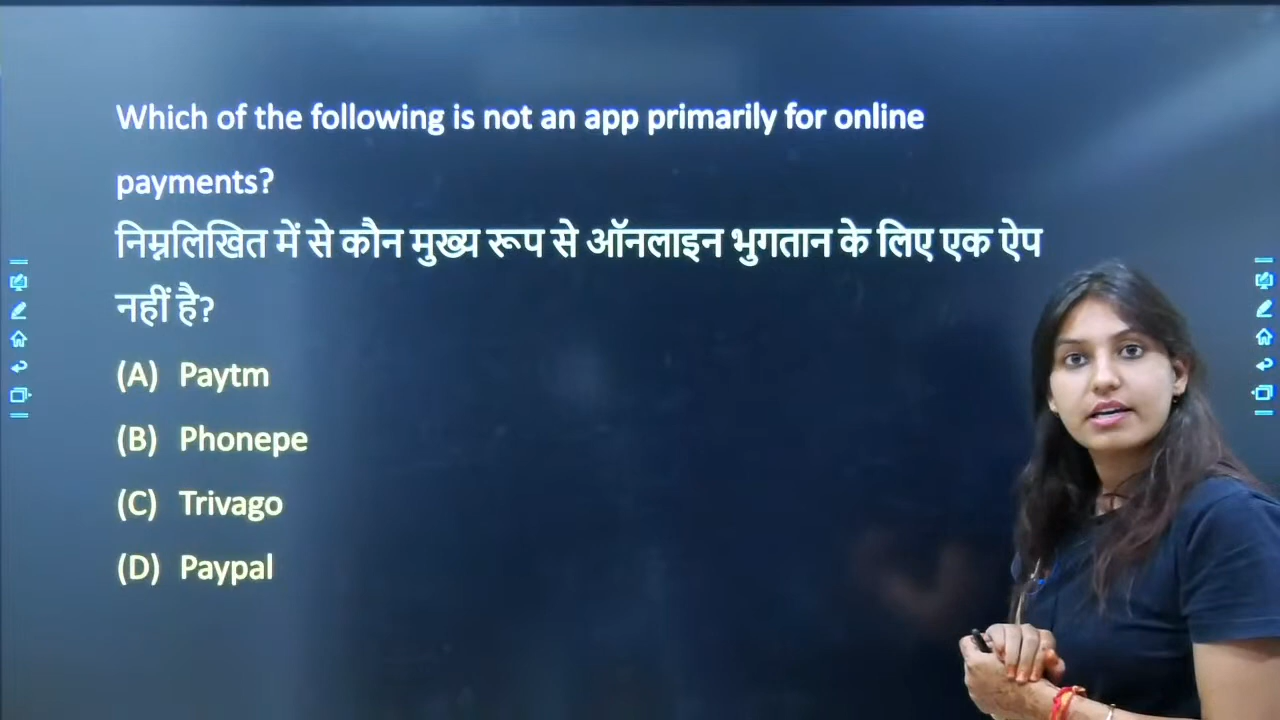 Which of the following is not an app primarily for online
payments?
निम्नलिखित में से कौन मुख्य रूप से ऑनलाइन भुगतान के लिए एक ऐप
नहीं है?
(A) Paytm
(B) Phonepe
(C) Trivago
(D) Paypal